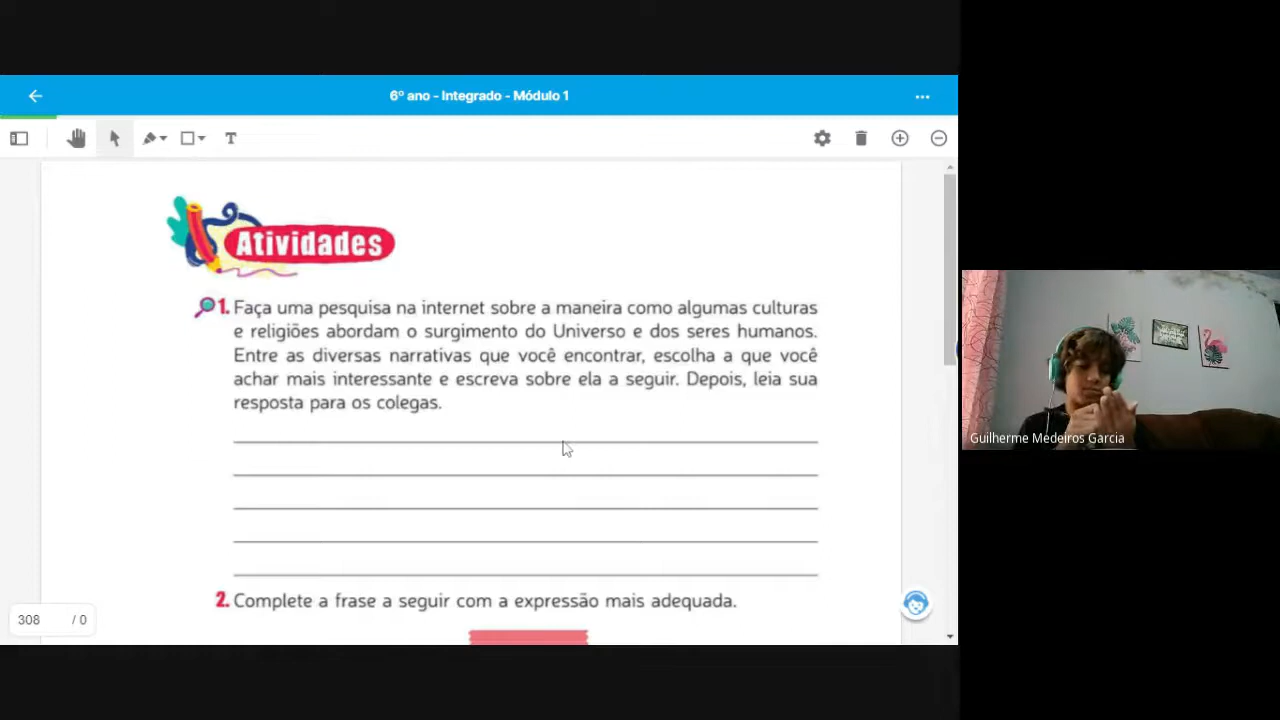 6º ano - Integrado - Módulo 1
T
Atividades
1. Faça uma pesquisa na internet sobre a maneira como algumas culturas
e religiões abordam o surgimento do Universo e dos seres humanos.
Entre as diversas narrativas que você encontrar, escolha a que você
achar mais interessante e escreva sobre ela a seguir. Depois, leia sua
resposta para os colegas.
2. Complete a frase a seguir com a expressão mais adequada.
308 / 0
Guilherme Medeiros Garcia